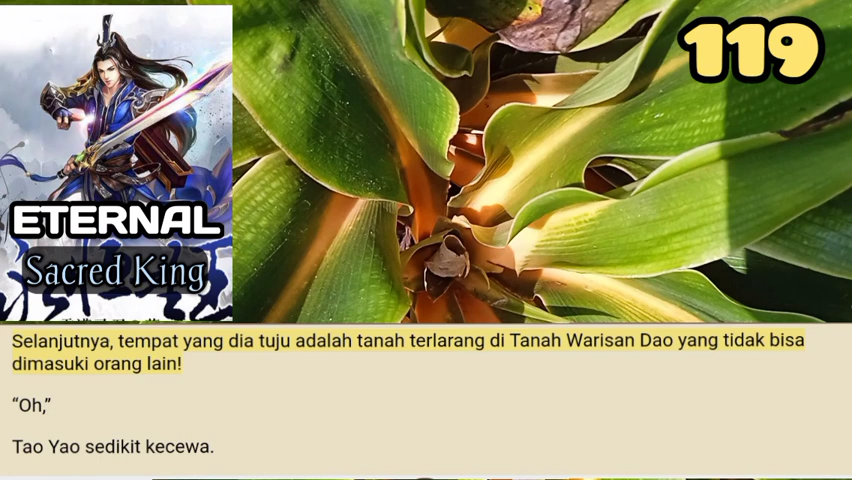 119
ETERNAL
Sacred King
Selanjutnya, tempat yang dia tuju adalah tanah terlarang di Tanah Warisan Dao yang tidak bisa
dimasuki orang lain!
“Oh,”
Tao Yao sedikit kecewa.